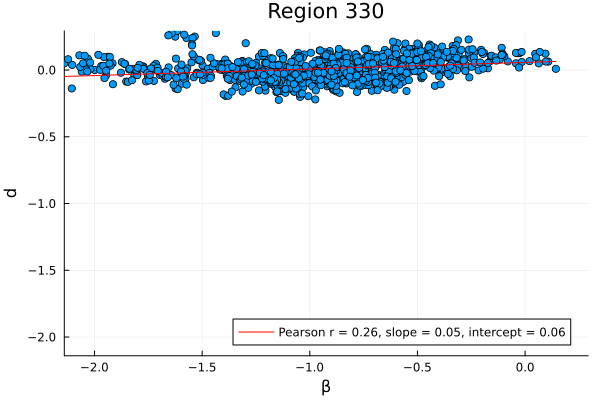 Region 330
0.0
−0.5
−1.0
−1.5
−2.0
d
Pearson r = 0.26, slope = 0.05, intercept = 0.06
−2.0 −1.5 −1.0 −0.5 0.0
β